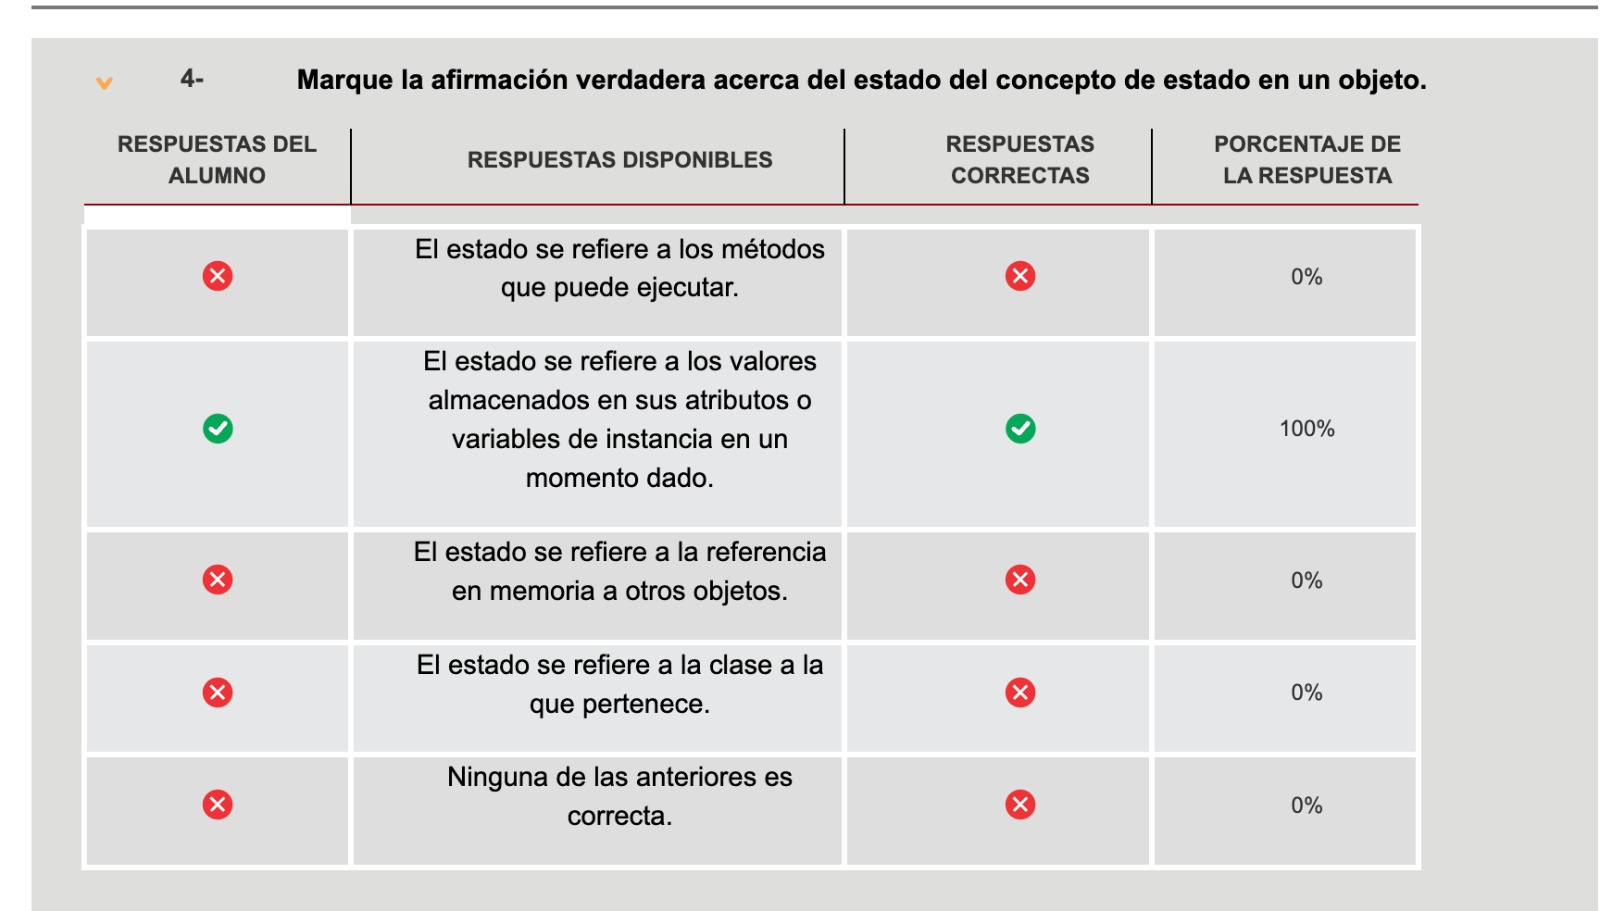 4- Marque la afirmación verdadera acerca del estado del concepto de estado en un objeto.
RESPUESTAS DEL
ALUMNO
RESPUESTAS DISPONIBLES
RESPUESTAS
CORRECTAS
PORCENTAJE DE
LA RESPUESTA
El estado se refiere a los métodos
que puede ejecutar.
0%
El estado se refiere a los valores
almacenados en sus atributos o
variables de instancia en un
momento dado.
100%
El estado se refiere a la referencia
en memoria a otros objetos.
0%
El estado se refiere a la clase a la
que pertenece.
0%
Ninguna de las anteriores es
correcta.
0%